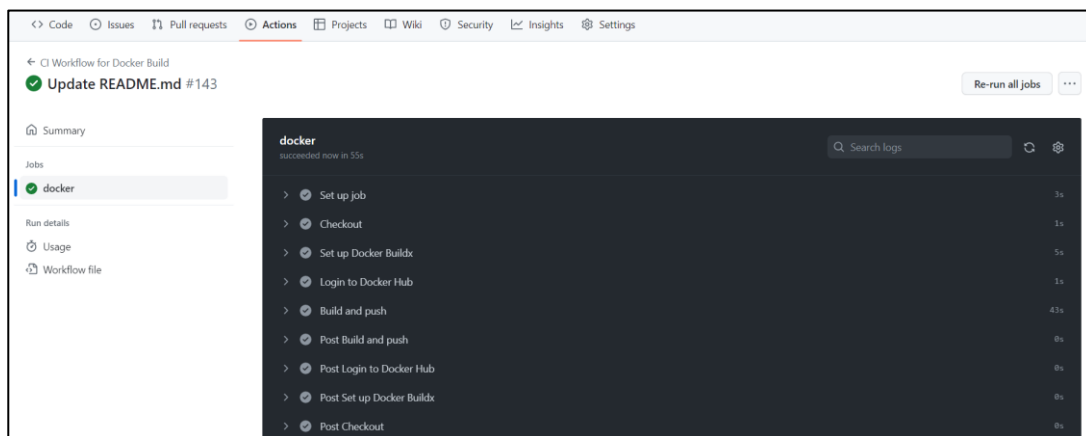 Code Issues Pull requests Actions Projects Wiki Security Insights Settings
CI Workflow for Docker Build
Update README.md #143
Re-run all jobs
Summary
Jobs
docker
Run details
Usage
Workflow file
docker
succeeded now in 55s
Search logs
Set up job 3s
Checkout 1s
Set up Docker Buildx 5s
Login to Docker Hub 1s
Build and push 43s
Post Build and push 0s
Post Login to Docker Hub 0s
Post Set up Docker Buildx 0s
Post Checkout 0s